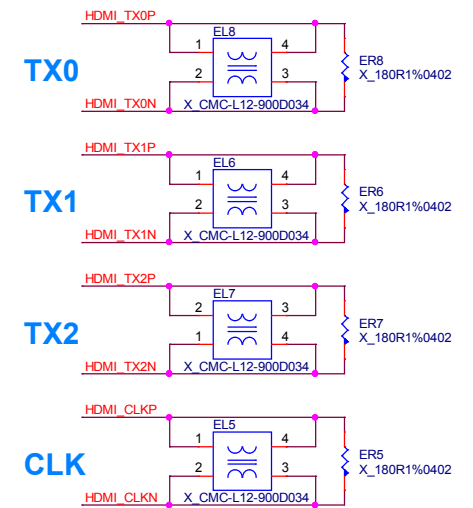 HDMI_TX0P
EL8
1 4
ER8
TX0
X_180R1%0402
2 3
HDMI_TX0N
X_CMC-L12-900D034
HDMI_TX1P
EL6
1 4
ER6
TX1
X_180R1%0402
2 3
HDMI_TX1N
X_CMC-L12-900D034
HDMI_TX2P
EL7
2 3
ER7
TX2
X_180R1%0402
1 4
HDMI_TX2N
X_CMC-L12-900D034
HDMI_CLKP
EL5
1 4
ER5
CLK
X_180R1%0402
2 3
HDMI_CLKN
X_CMC-L12-900D034